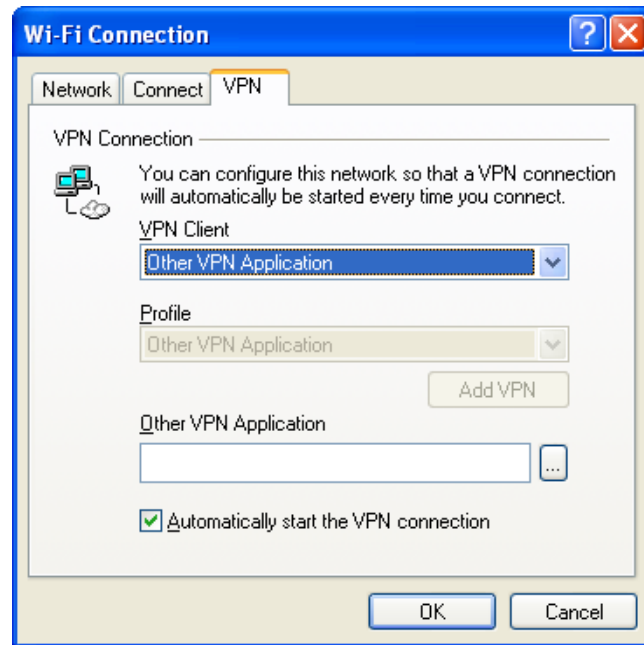 Wi-Fi Connection
Network Connect VPN
VPN Connection
You can configure this network so that a VPN connection
will automatically be started every time you connect.
VPN Client
Other VPN Application
Profile
Other VPN Application
Add VPN
Other VPN Application
...
Automatically start the VPN connection
OK Cancel